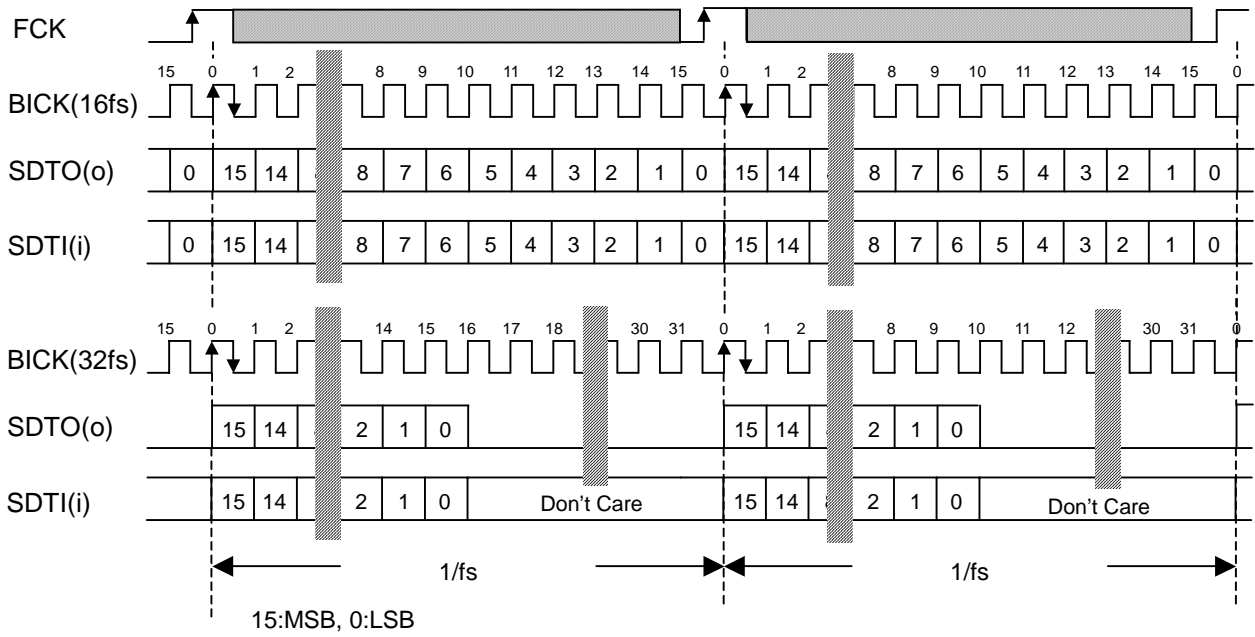 FCK
15 0 1 2 8 9 10 11 12 13 14 15 0 1 2 8 9 10 11 12 13 14 15 0
BICK(16fs)
SDTO(o) 0 15 14 8 7 6 5 4 3 2 1 0 15 14 8 7 6 5 4 3 2 1 0
SDTI(i) 0 15 14 8 7 6 5 4 3 2 1 0 15 14 8 7 6 5 4 3 2 1 0
15 0 1 2 14 15 16 17 18 30 31 0 1 2 8 9 10 11 12 30 31 0
BICK(32fs)
SDTO(o) 15 14 2 1 0 15 14 2 1 0
SDTI(i) 15 14 2 1 0 Don't Care 15 14 2 1 0 Don't Care
1/fs 1/fs
15:MSB, 0:LSB